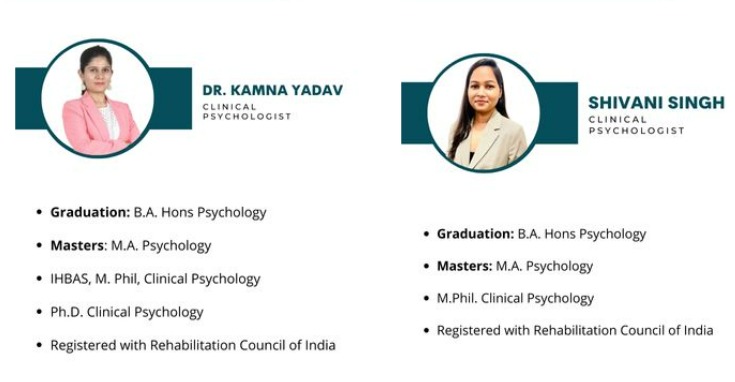 DR. KAMNA YADAV
CLINICAL
PSYCHOLOGIST
• Graduation: B.A. Hons Psychology
• Masters: M.A. Psychology
• IHBAS, M. Phil, Clinical Psychology
• Ph.D. Clinical Psychology
• Registered with Rehabilitation Council of India
SHIVANI SINGH
CLINICAL
PSYCHOLOGIST
• Graduation: B.A. Hons Psychology
• Masters: M.A. Psychology
• M.Phil. Clinical Psychology
• Registered with Rehabilitation Council of India